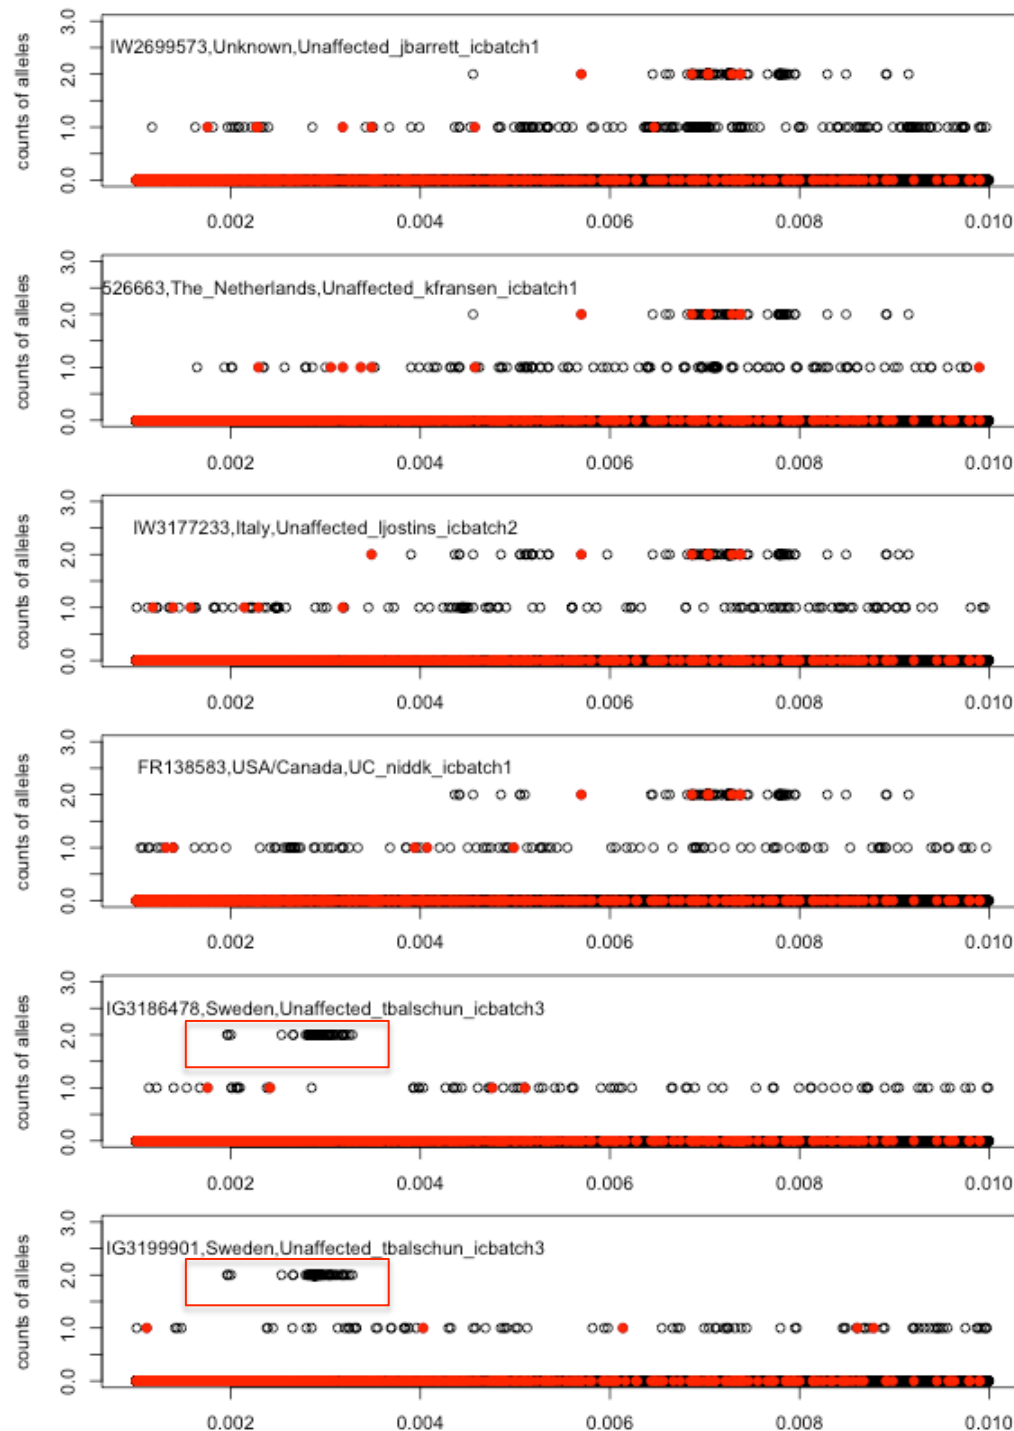 counts of alleles
3.0
2.0
1.0
0.0
IW2699573,Unknown,Unaffected_jbarrett_icbatch1
0.002 0.004 0.006 0.008 0.010
counts of alleles
3.0
2.0
1.0
0.0
526663,The_Netherlands,Unaffected_kfransen_icbatch1
0.002 0.004 0.006 0.008 0.010
counts of alleles
3.0
2.0
1.0
0.0
IW3177233,Italy,Unaffected_ljostins_icbatch2
0.002 0.004 0.006 0.008 0.010
counts of alleles
3.0
2.0
1.0
0.0
FR138583,USA/Canada,UC_niddk_icbatch1
0.002 0.004 0.006 0.008 0.010
counts of alleles
3.0
2.0
1.0
0.0
IG3186478,Sweden,Unaffected_tbalschun_icbatch3
0.002 0.004 0.006 0.008 0.010
counts of alleles
3.0
2.0
1.0
0.0
IG3199901,Sweden,Unaffected_tbalschun_icbatch3
0.002 0.004 0.006 0.008 0.010